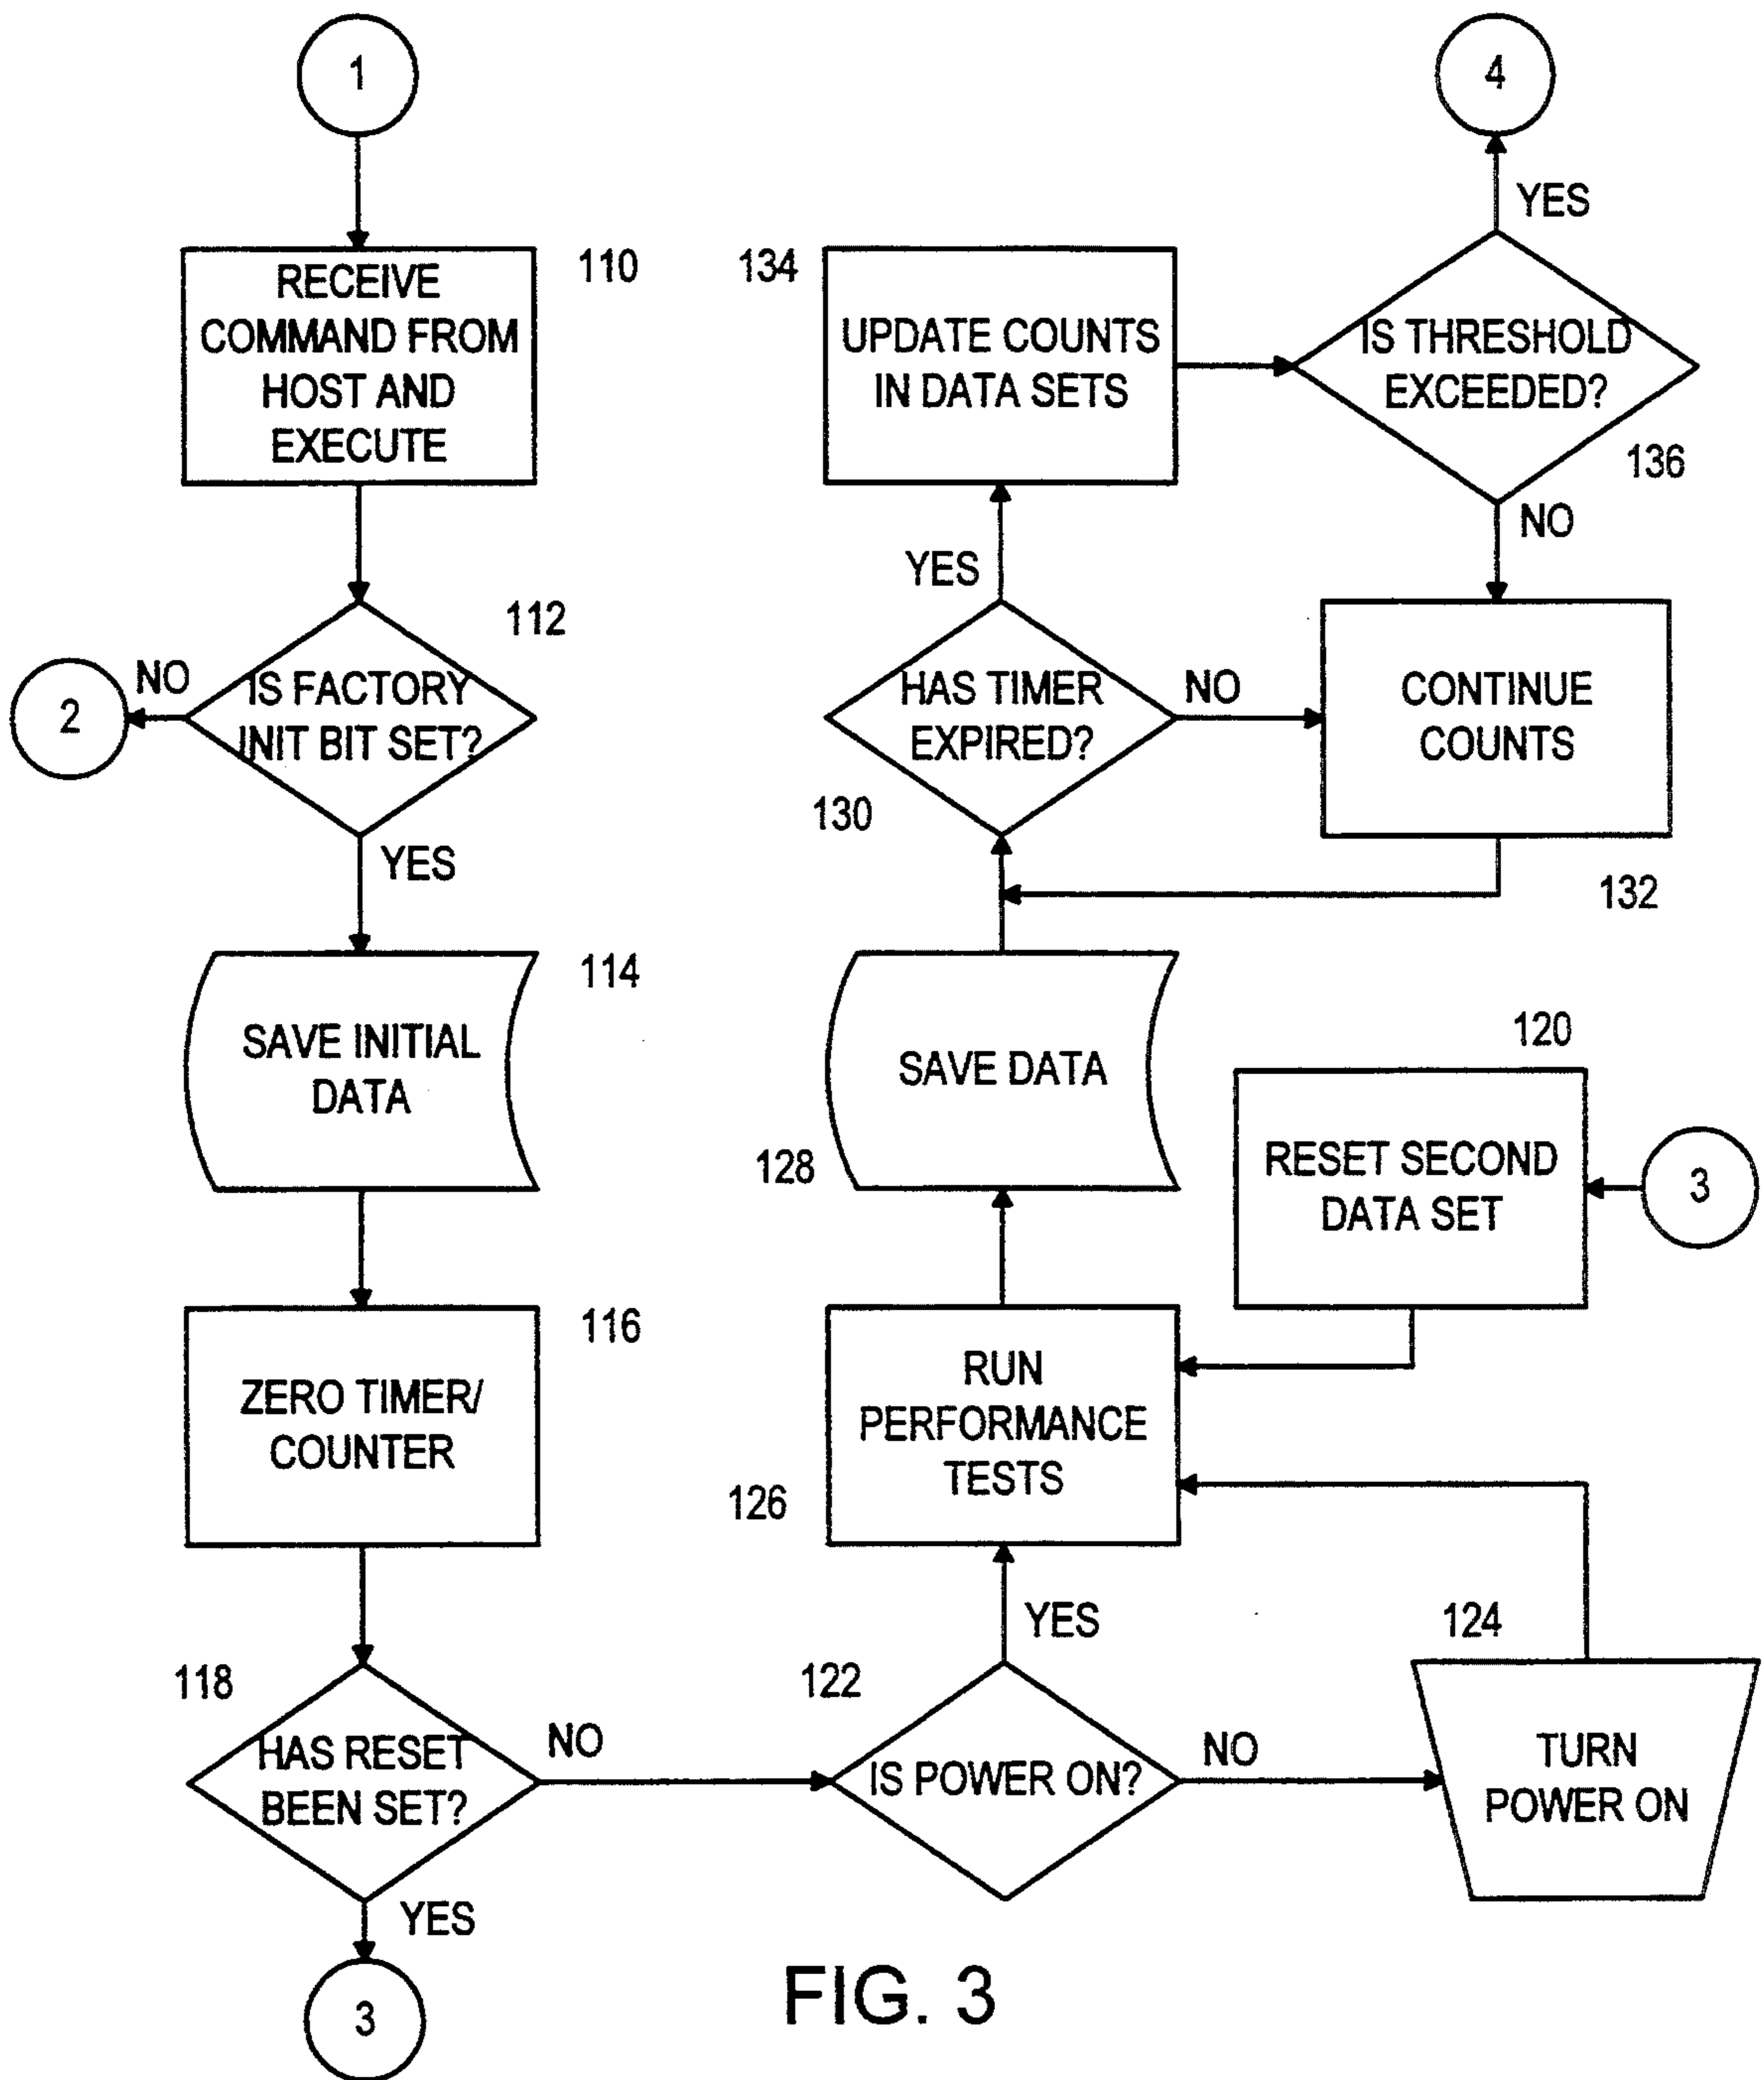 1
RECEIVE
COMMAND FROM
HOST AND
EXECUTE
110
IS FACTORY
INIT BIT SET?
112
NO
2
YES
SAVE INITIAL
DATA
114
ZERO TIMER/
COUNTER
116
118
HAS RESET
BEEN SET?
NO
YES
3
122
IS POWER ON?
YES
NO
124
TURN
POWER ON
RUN
PERFORMANCE
TESTS
126
120
RESET SECOND
DATA SET
3
SAVE DATA
128
HAS TIMER
EXPIRED?
130
NO
YES
CONTINUE
COUNTS
132
134
UPDATE COUNTS
IN DATA SETS
IS THRESHOLD
EXCEEDED?
136
NO
YES
4
FIG. 3